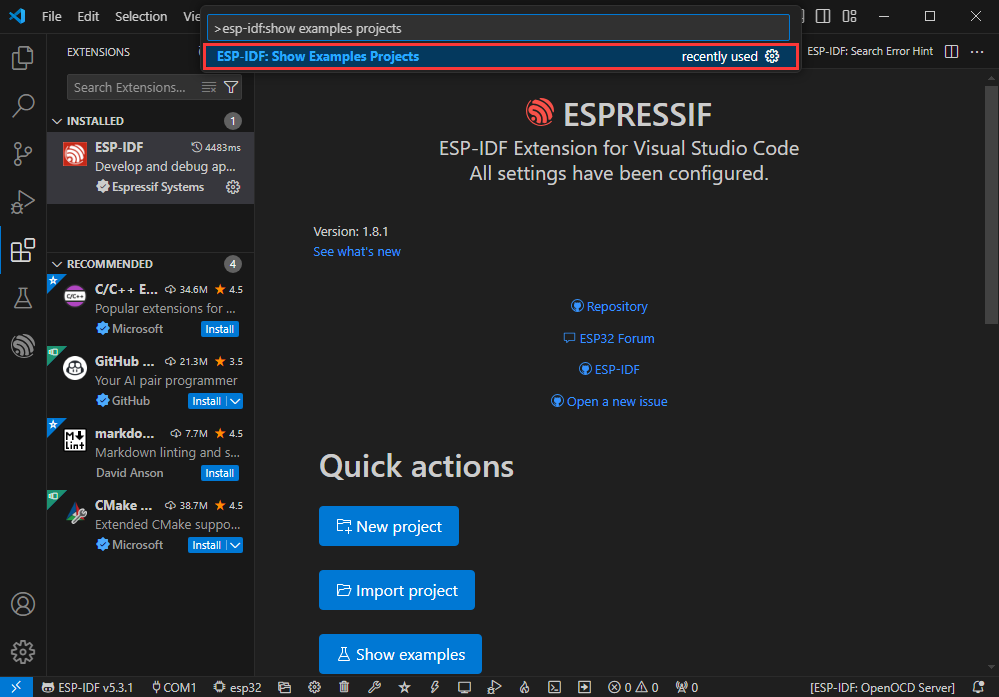 File Edit Selection
>esp-idf:show examples projects
ESP-IDF: Show Examples Projects
recently used
ESP-IDF: Search Error Hint
EXTENSIONS
Search Extensions...
INSTALLED
1
ESP-IDF
4483ms
Develop and debug ap...
Espressif Systems
RECOMMENDED
4
C/C++ E... 34.6M 4.5
C/C++
Popular extensions for ...
Microsoft
Install
GitHub ... 21.3M 3.5
Your AI pair programmer
GitHub
Install
markdo... 7.7M 4.5
Markdown linting and s...
David Anson
Install
CMake ... 38.7M 4.5
Extended CMake suppo...
Microsoft
Install
ESPRESSIF
ESP-IDF Extension for Visual Studio Code
All settings have been configured.
Version: 1.8.1
See what's new
Repository
ESP32 Forum
ESP-IDF
Open a new issue
Quick actions
New project
Import project
Show examples
ESP-IDF v5.3.1 COM1 esp32 0 0 0 [ESP-IDF: OpenOCD Server]